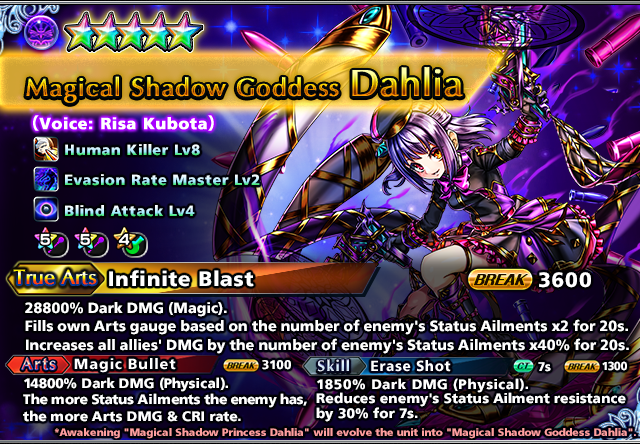 Magical Shadow Goddess Dahlia
(Voice: Risa Kubota)
Human Killer Lv8
Evasion Rate Master Lv2
Blind Attack Lv4
5 5 4
True Arts Infinite Blast BREAK 3600
28800% Dark DMG (Magic).
Fills own Arts gauge based on the number of enemy's Status Ailments x2 for 20s.
Increases all allies' DMG by the number of enemy's Status Ailments x40% for 20s.
Arts Magic Bullet BREAK 3100
14800% Dark DMG (Physical).
The more Status Ailments the enemy has,
the more Arts DMG & CRI rate.
Skill Erase Shot C.T. 7s BREAK 1300
1850% Dark DMG (Physical).
Reduces enemy's Status Ailment resistance
by 30% for 7s.
*Awakening "Magical Shadow Princess Dahlia" will evolve the unit into "Magical Shadow Goddess Dahlia".